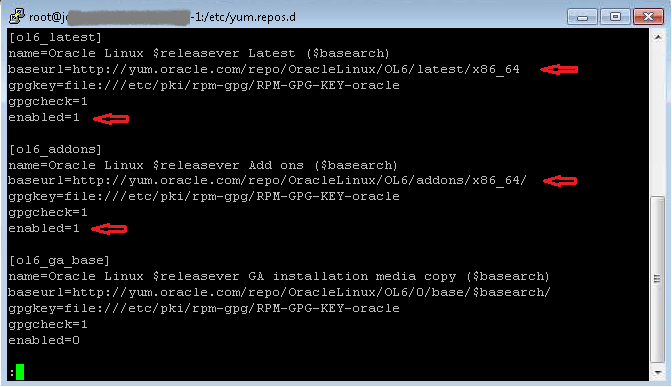 root@j -1:/etc/yum.repos.d
[ol6_latest]
name=Oracle Linux $releasever Latest ($basearch)
baseurl=http://yum.oracle.com/repo/OracleLinux/OL6/latest/x86_64
gpgkey=file:///etc/pki/rpm-gpg/RPM-GPG-KEY-oracle
gpgcheck=1
enabled=1
[ol6_addons]
name=Oracle Linux $releasever Add ons ($basearch)
baseurl=http://yum.oracle.com/repo/OracleLinux/OL6/addons/x86_64/
gpgkey=file:///etc/pki/rpm-gpg/RPM-GPG-KEY-oracle
gpgcheck=1
enabled=1
[ol6_ga_base]
name=Oracle Linux $releasever GA installation media copy ($basearch)
baseurl=http://yum.oracle.com/repo/OracleLinux/OL6/0/base/$basearch/
gpgkey=file:///etc/pki/rpm-gpg/RPM-GPG-KEY-oracle
gpgcheck=1
enabled=0
: